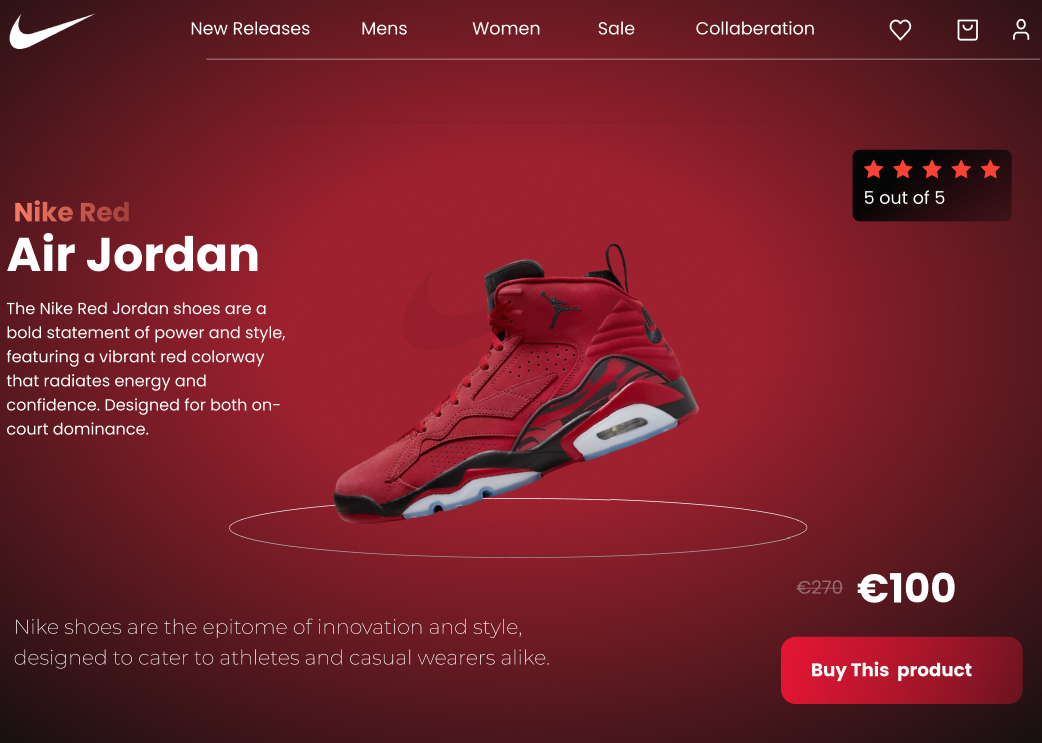 New Releases Mens Women Sale Collaberation
5 out of 5
Nike Red
Air Jordan
The Nike Red Jordan shoes are a
bold statement of power and style,
featuring a vibrant red colorway
that radiates energy and
confidence. Designed for both on-
court dominance.
€270 €100
Nike shoes are the epitome of innovation and style,
designed to cater to athletes and casual wearers alike.
Buy This product